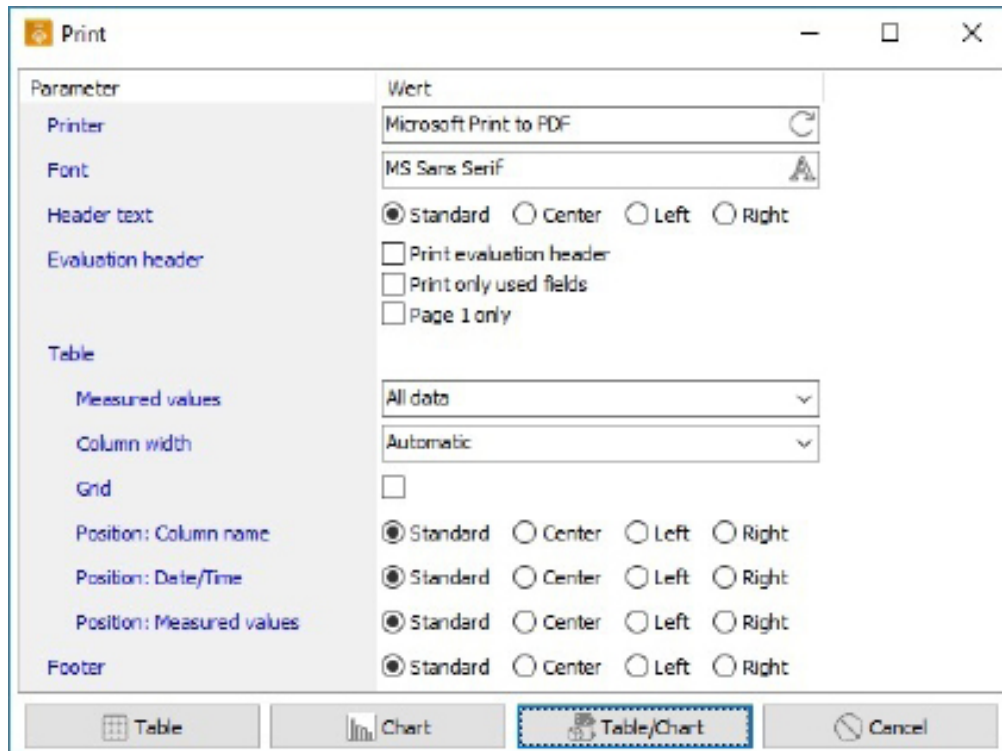 Print
Parameter Wert
Printer Microsoft Print to PDF
Font MS Sans Serif
Header text Standard Center Left Right
Evaluation header Print evaluation header
Print only used fields
Page 1 only
Table
Measured values All data
Column width Automatic
Grid
Position: Column name Standard Center Left Right
Position: Date/Time Standard Center Left Right
Position: Measured values Standard Center Left Right
Footer Standard Center Left Right
Table Chart Table/Chart Cancel